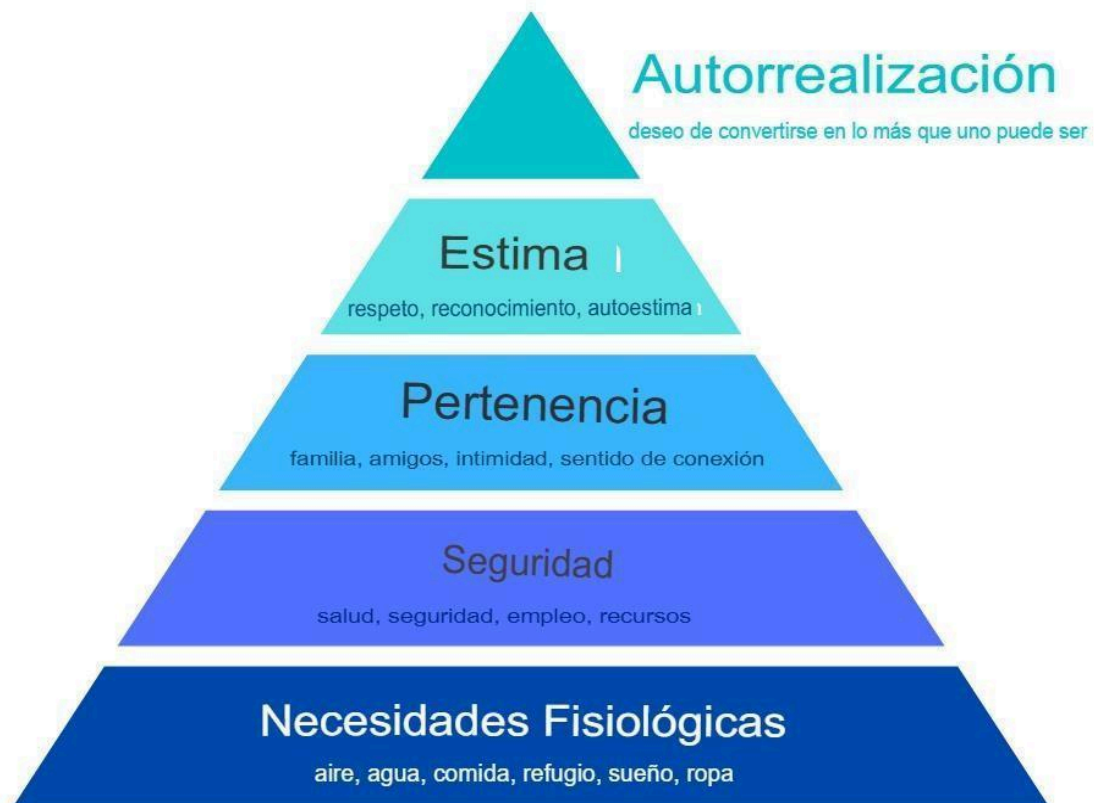 Autorrealización
deseo de convertirse en lo más que uno puede ser
Estima
respeto, reconocimiento, autoestima
Pertenencia
familia, amigos, intimidad, sentido de conexión
Seguridad
salud, seguridad, empleo, recursos
Necesidades Fisiológicas
aire, agua, comida, refugio, sueño, ropa